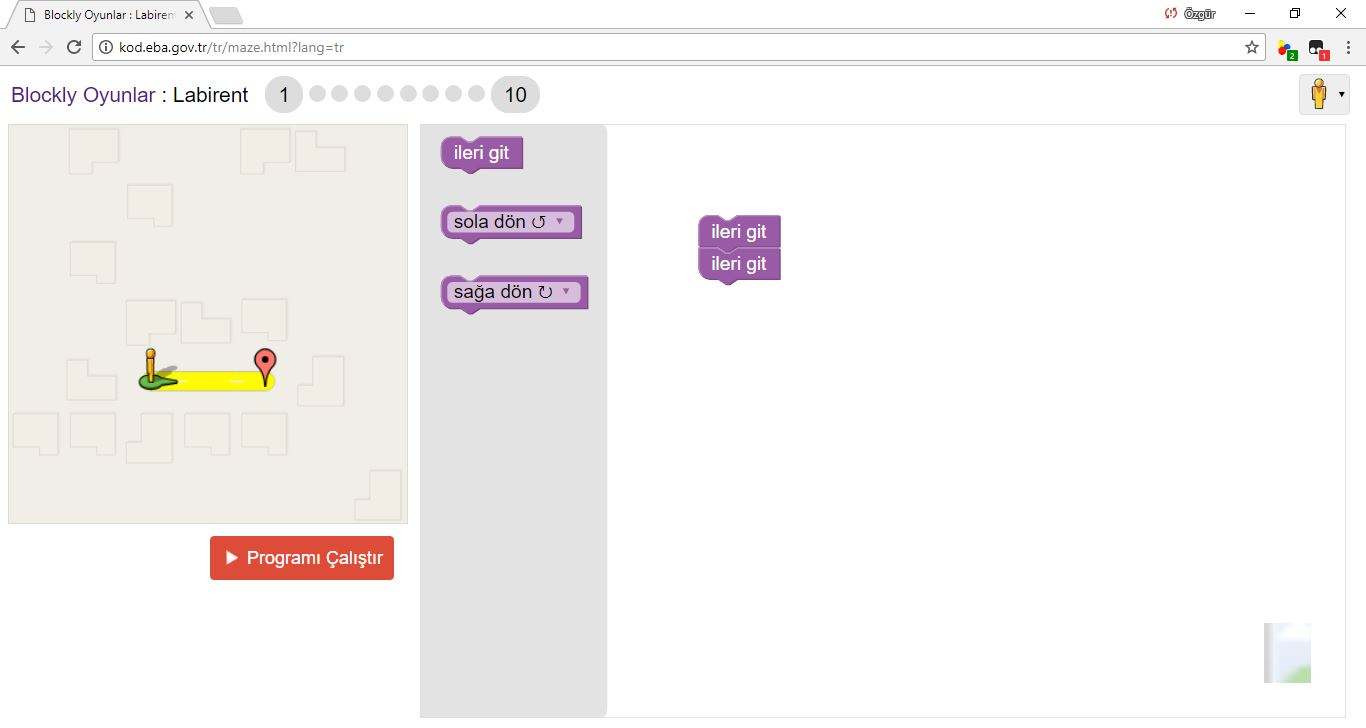 Blockly Oyunlar : Labiren
Özgür
kod.eba.gov.tr/tr/maze.html?lang=tr
2
1
Blockly Oyunlar : Labirent 1 10
ileri git
sola dön ↺ ▼
sağa dön ↻ ▼
ileri git
ileri git
Programı Çalıştır